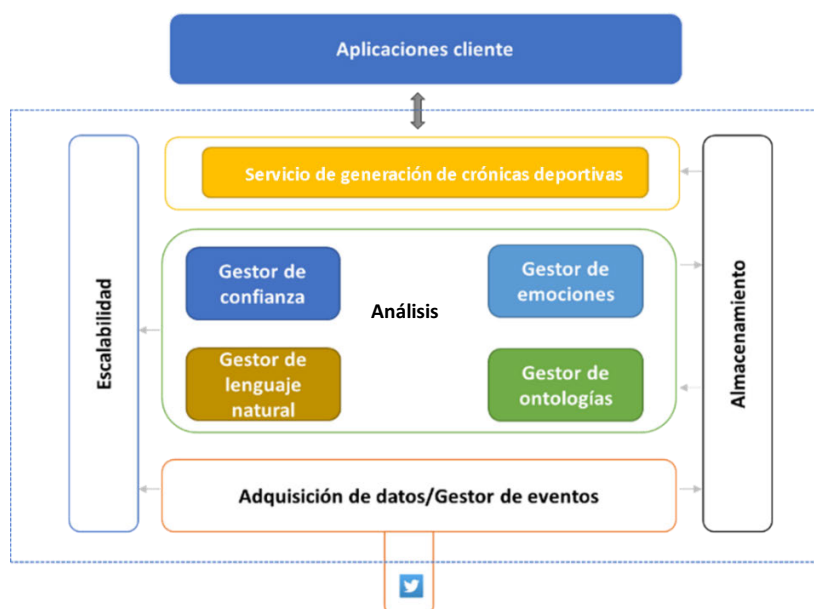 Aplicaciones cliente
Servicio de generación de crónicas deportivas
Escalabilidad
Gestor de
confianza
Análisis
Gestor de
emociones
Gestor de
lenguaje
natural
Gestor de
ontologías
Almacenamiento
Adquisición de datos/Gestor de eventos